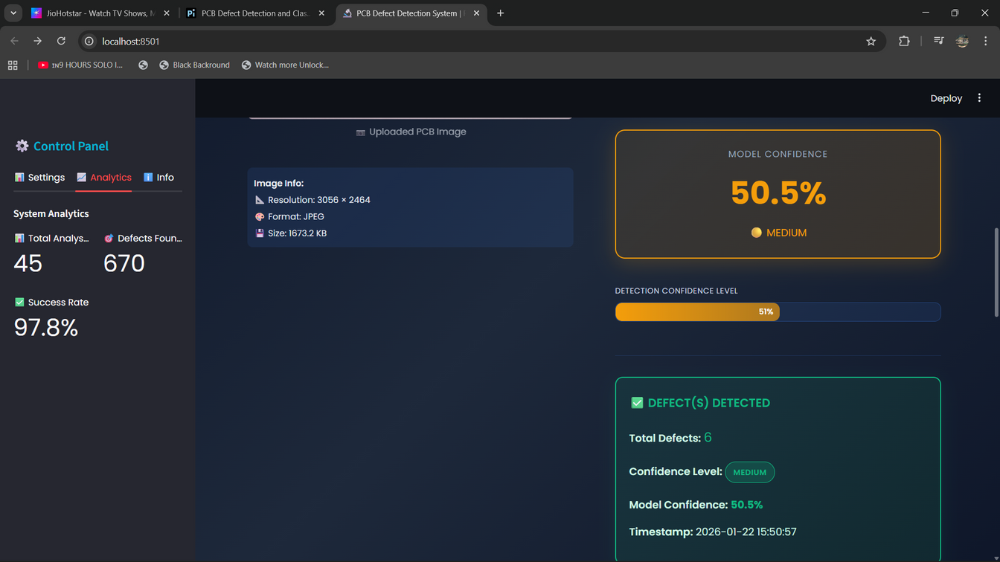 JioHotstar - Watch TV Shows, M
PCB Defect Detection and Clas
PCB Defect Detection System |
localhost:8501
ɪɴ9 HOURS SOLO I...
Black Backround
Watch more Unlock...
Deploy
Control Panel
Settings
Analytics
Info
System Analytics
Total Analys...
Defects Foun...
45
670
Success Rate
97.8%
Uploaded PCB Image
Image Info:
Resolution: 3056 × 2464
Format: JPEG
Size: 1673.2 KB
MODEL CONFIDENCE
50.5%
MEDIUM
DETECTION CONFIDENCE LEVEL
51%
DEFECT(S) DETECTED
Total Defects: 6
Confidence Level: MEDIUM
Model Confidence: 50.5%
Timestamp: 2026-01-22 15:50:57